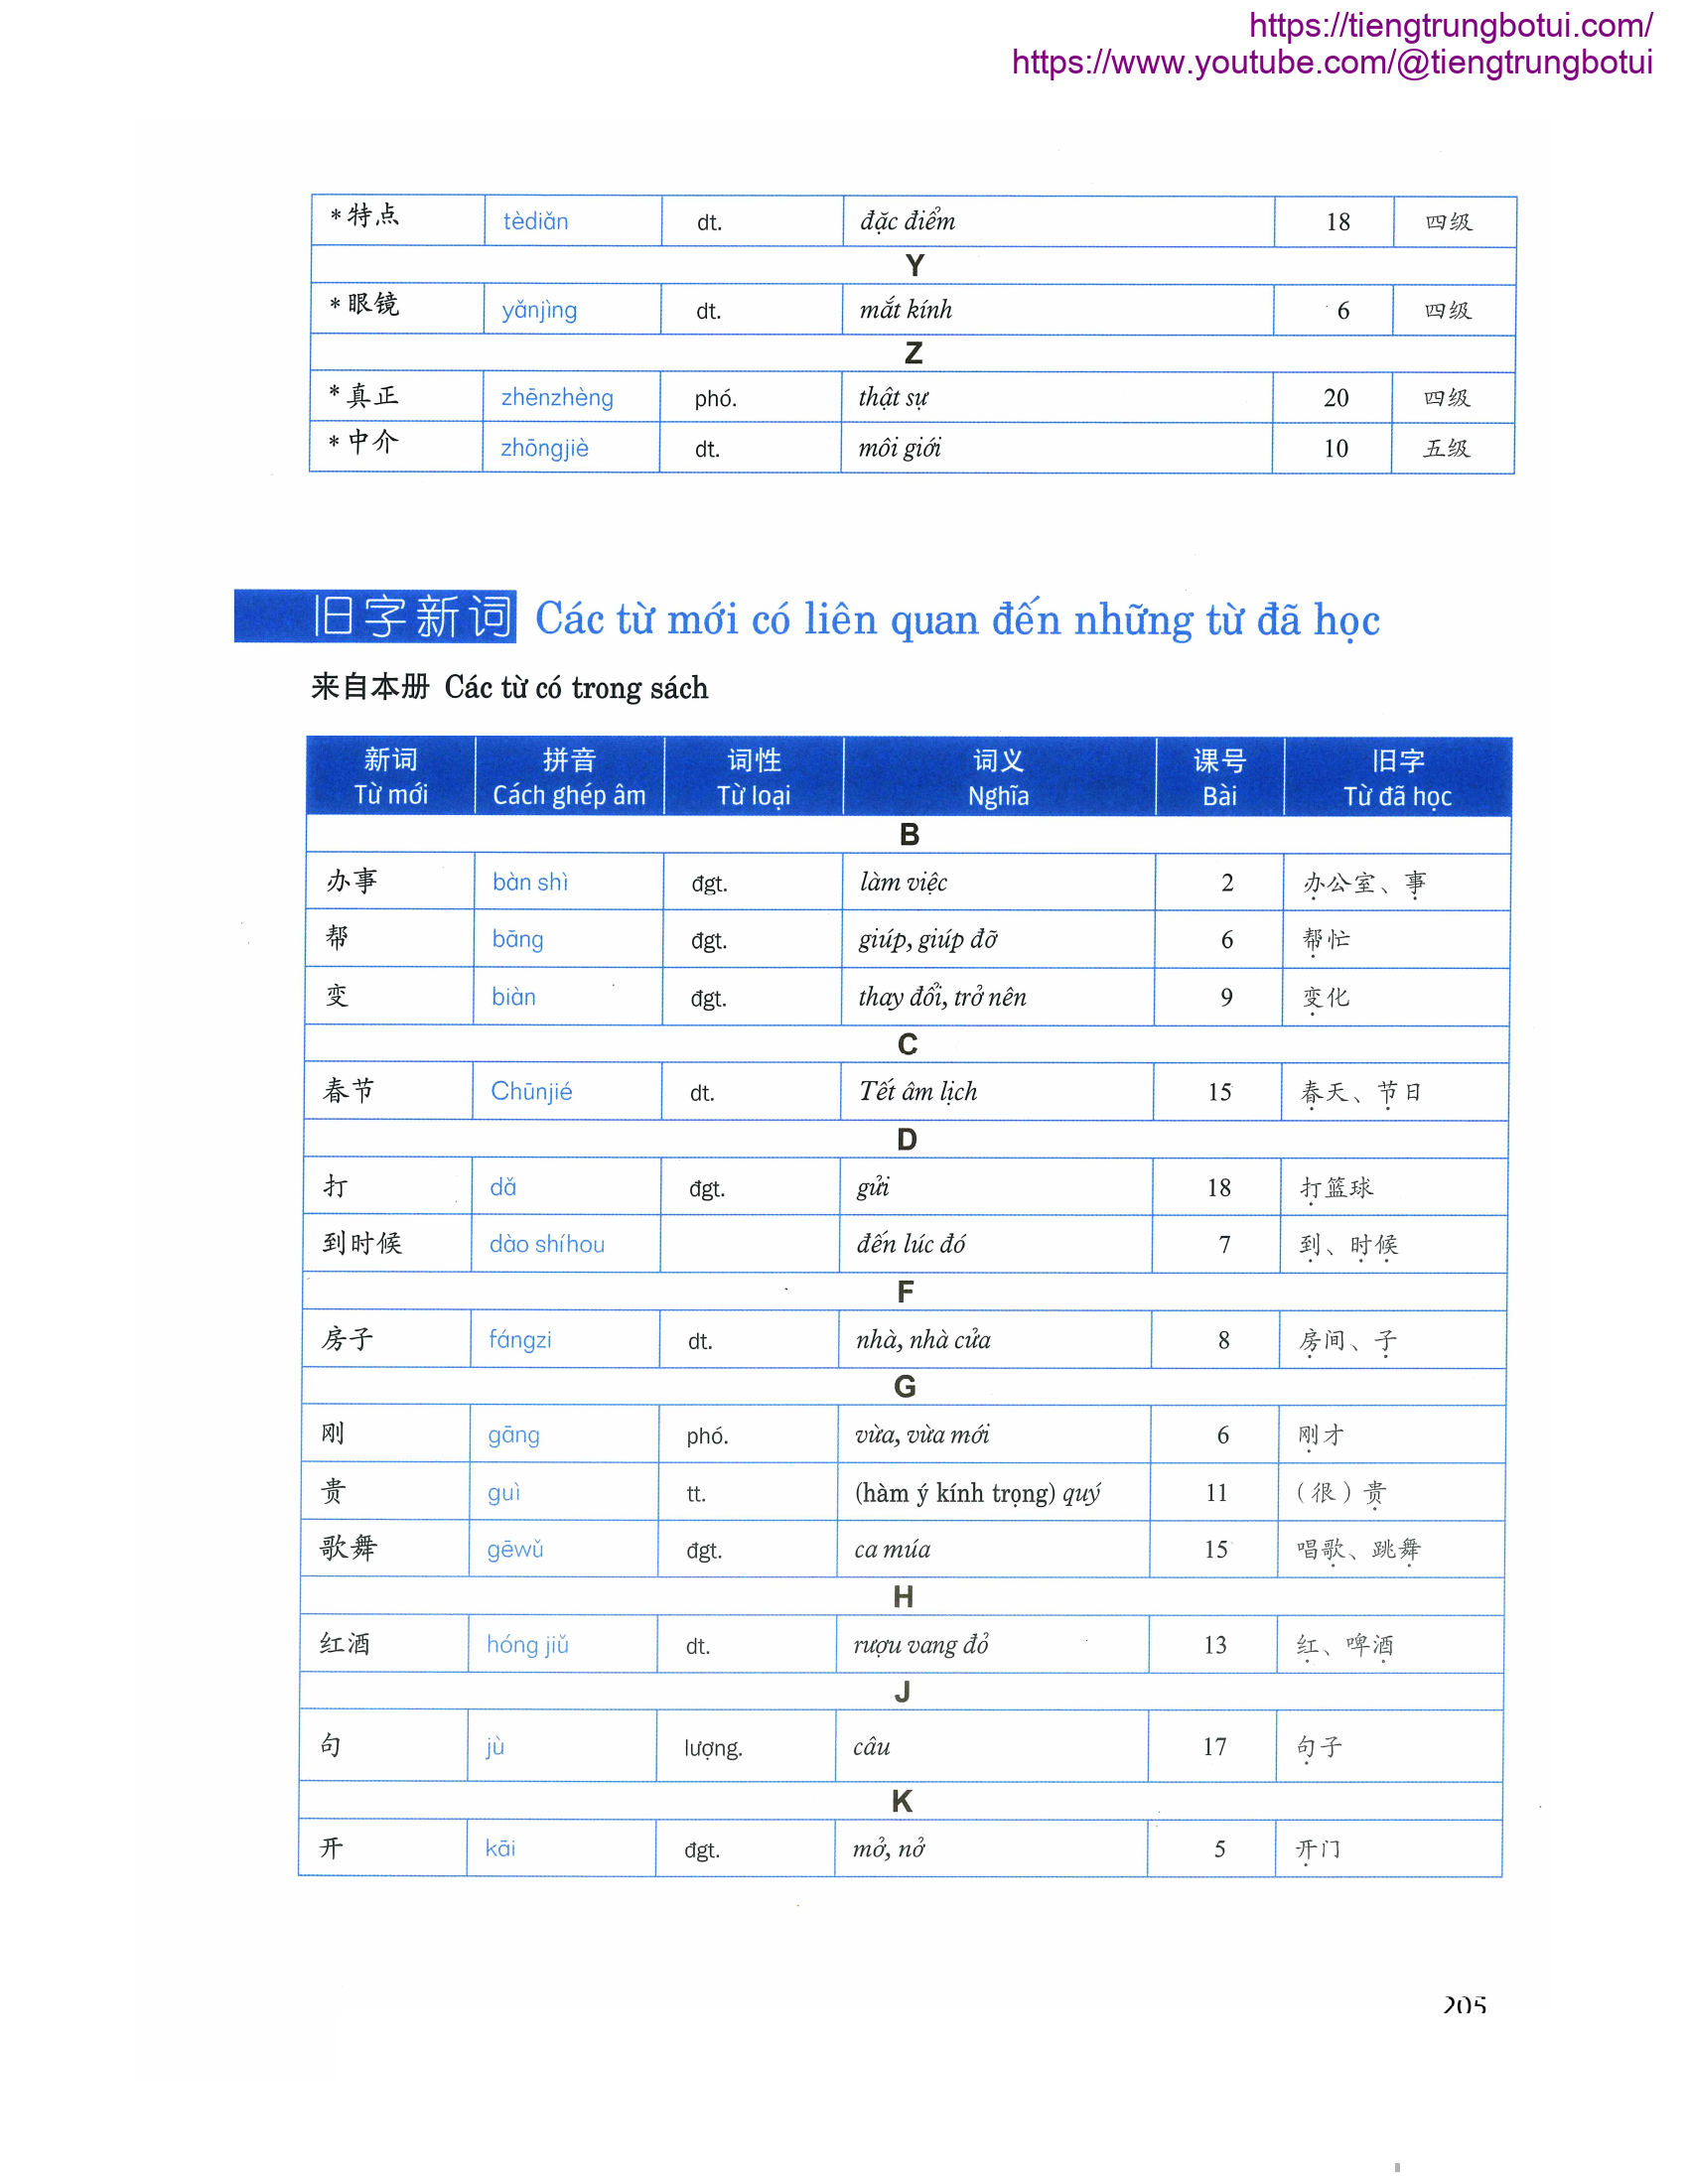 https://tiengtrungbotui.com/
https://www.youtube.com/@tiengtrungbotui
*特点 tèdiǎn dt. đặc điểm 18 四级
Y
*眼镜 yǎnjìng dt. mắt kính 6 四级
Z
*真正 zhēnzhèng phó. thật sự 20 四级
*中介 zhōngjiè dt. môi giới 10 五级
旧字新词 Các từ mới có liên quan đến những từ đã học
来自本册 Các từ có trong sách
新词 拼音 词性 词义 课号 旧字
Từ mới Cách ghép âm Từ loại Nghĩa Bài Từ đã học
B
办事 bàn shì đgt. làm việc 2 办公室、事
帮 bāng đgt. giúp, giúp đỡ 6 帮忙
变 biàn đgt. thay đổi, trở nên 9 变化
C
春节 Chūnjié dt. Tết âm lịch 15 春天、节日
D
打 dǎ đgt. gửi 18 打篮球
到时候 dào shíhou đến lúc đó 7 到、时候
F
房子 fángzi dt. nhà, nhà cửa 8 房间、子
G
刚 gāng phó. vừa, vừa mới 6 刚才
贵 guì tt. (hàm ý kính trọng) quý 11 （很）贵
歌舞 gēwǔ đgt. ca múa 15 唱歌、跳舞
H
红酒 hóng jiǔ dt. rượu vang đỏ 13 红、啤酒
J
句 jù lượng. câu 17 句子
K
开 kāi đgt. mở, nở 5 开门
205